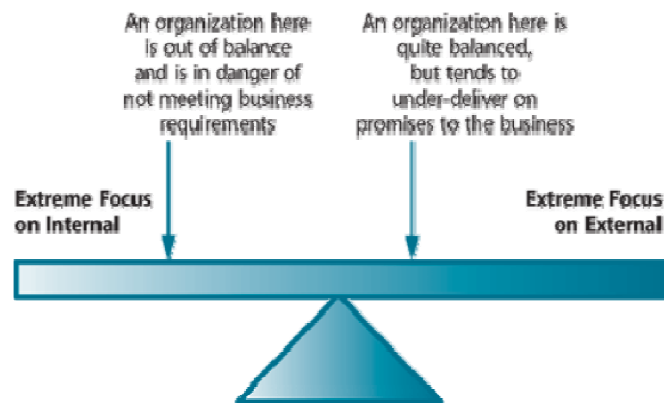 An organization here
is out of balance
and is in danger of
not meeting business
requirements
An organization here is
quite balanced,
but tends to
under-deliver on
promises to the business
Extreme Focus
on Internal
Extreme Focus
on External